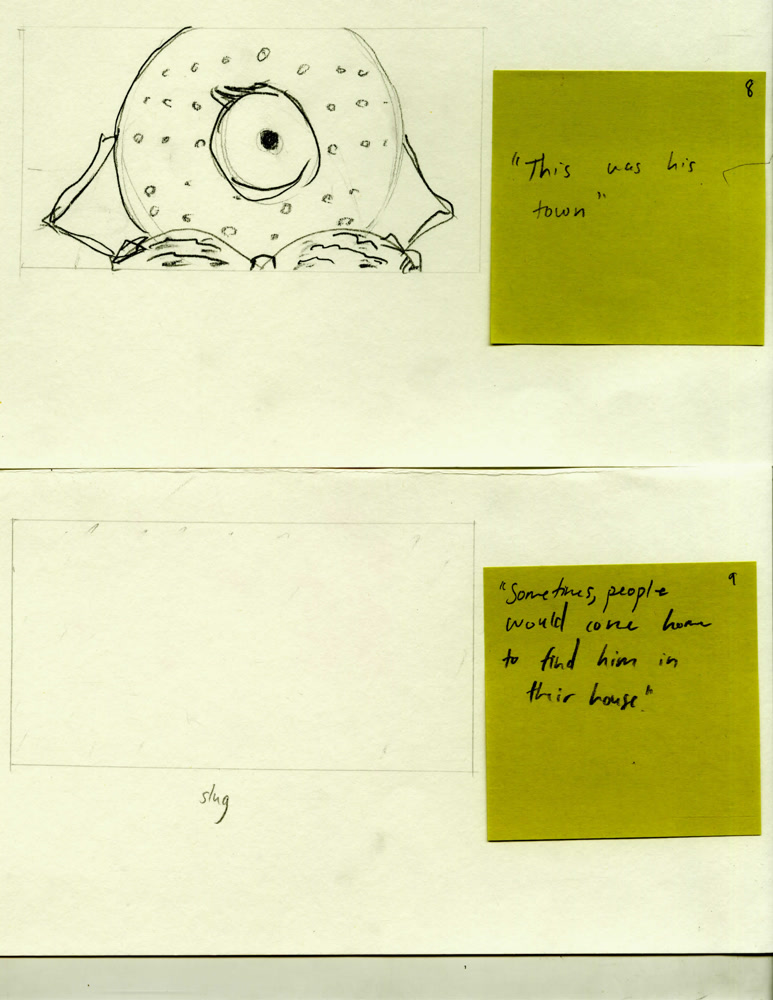 8
"This was his
town"
9
"Sometimes, people
would come home
to find him in
their house."
slug